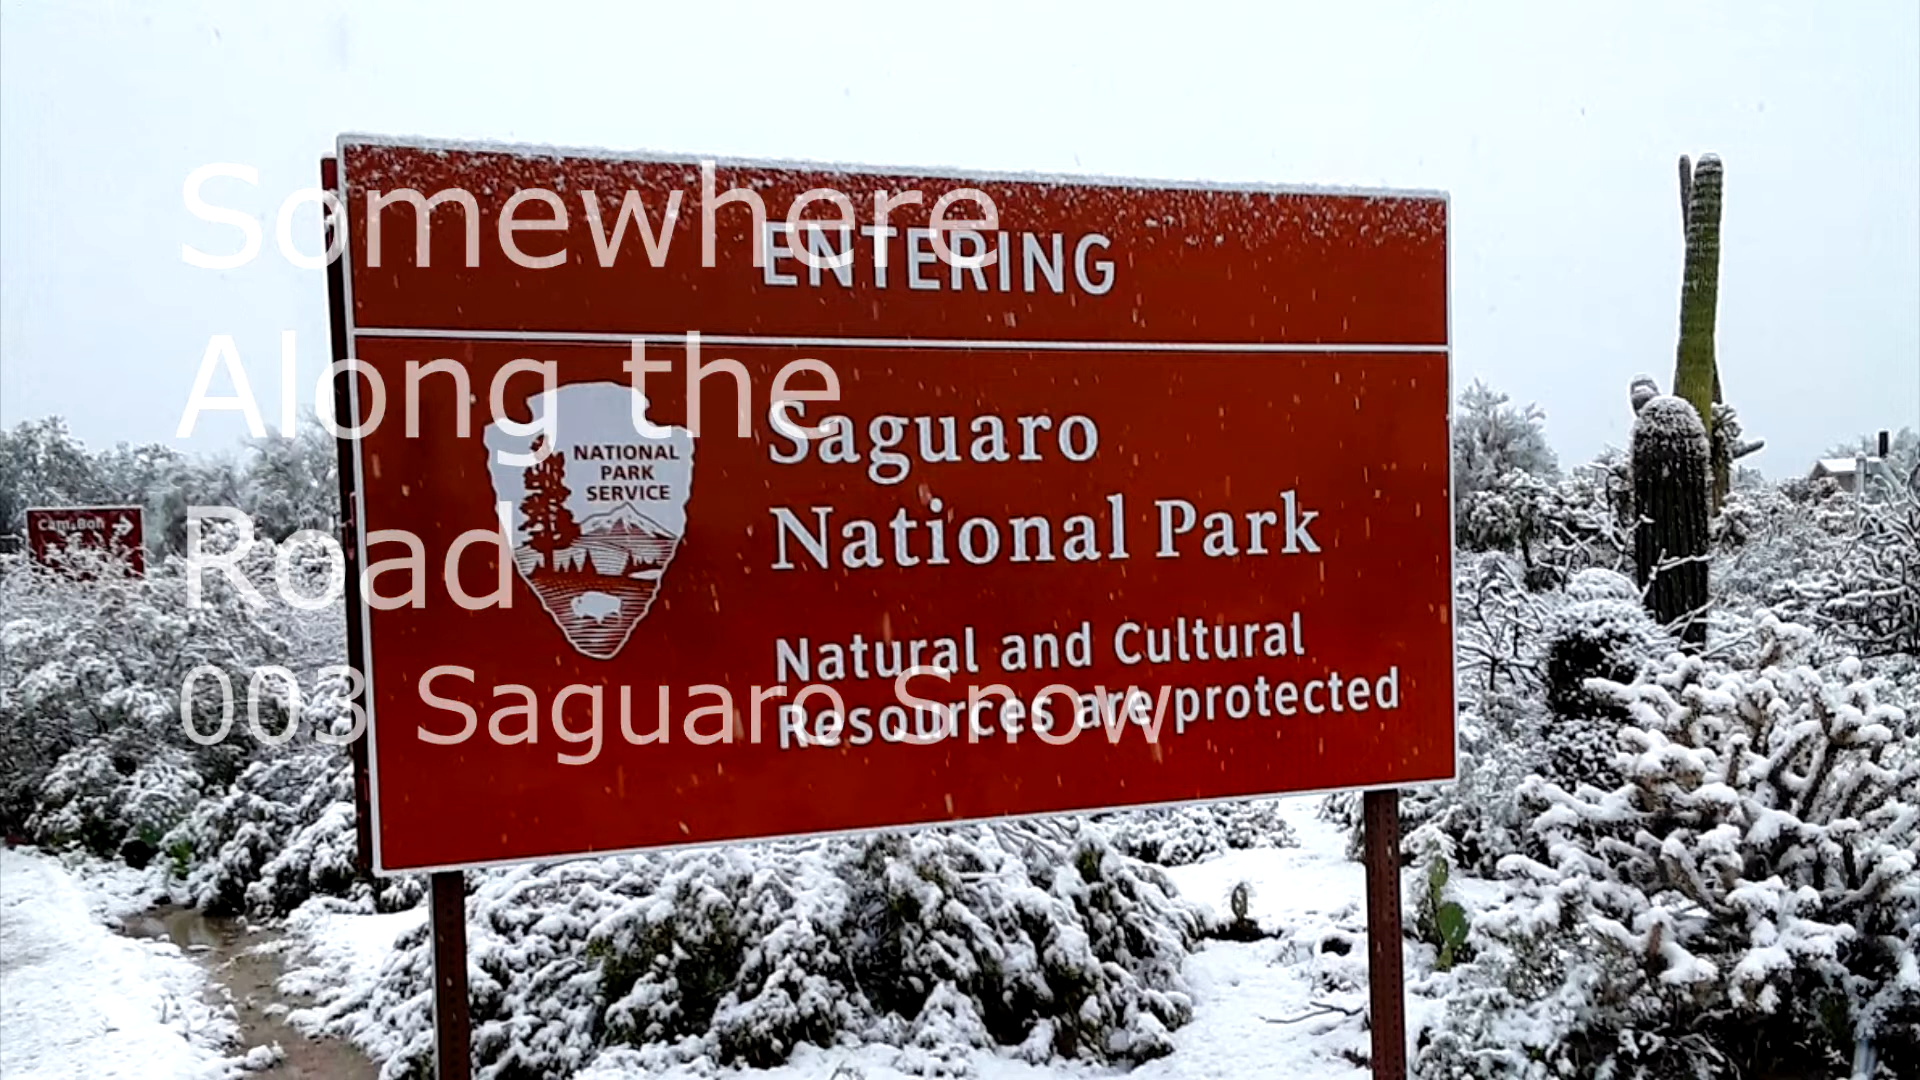 Somewhere
Along the
Road
003 Saguaro Snow
ENTERING
NATIONAL
PARK
SERVICE
Saguaro
National Park
Natural and Cultural
Resources are protected